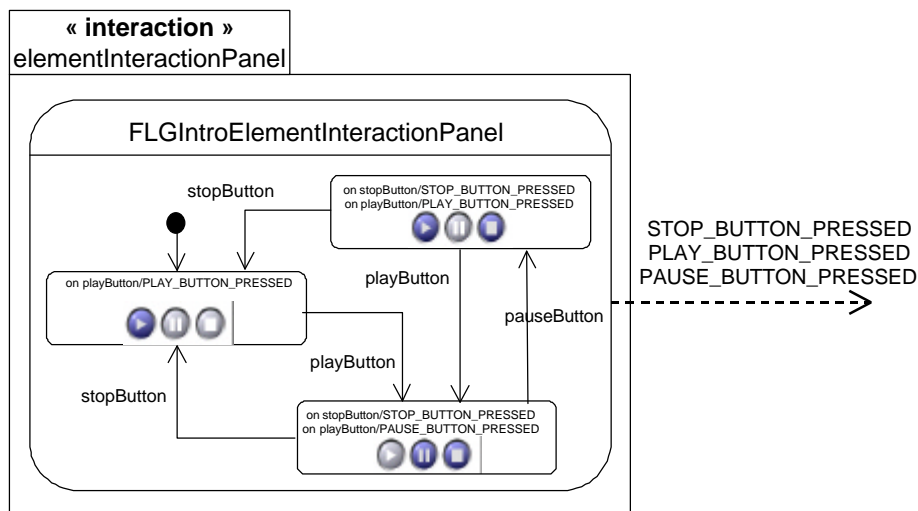 « interaction »
elementInteractionPanel
FLGIntroElementInteractionPanel
stopButton
on stopButton/STOP_BUTTON_PRESSED
on playButton/PLAY_BUTTON_PRESSED
STOP_BUTTON_PRESSED
PLAY_BUTTON_PRESSED
PAUSE_BUTTON_PRESSED
on playButton/PLAY_BUTTON_PRESSED
playButton
pauseButton
playButton
stopButton
on stopButton/STOP_BUTTON_PRESSED
on playButton/PAUSE_BUTTON_PRESSED